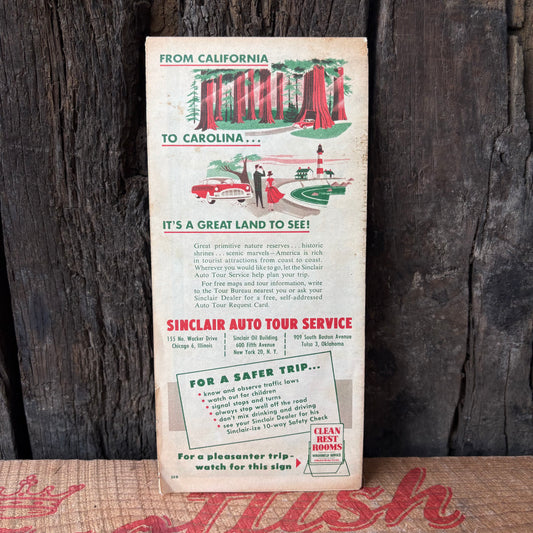 FROM CALIFORNIA
TO CAROLINA...
IT'S A GREAT LAND TO SEE!
Great primitive nature reserves... historic
shrines... scenic marvels—America is rich
in tourist attractions from coast to coast.
Wherever you would like to go, let the Sinclair
Auto Tour Service help plan your trip.
For free maps and tour information, write
to the Tour Bureau nearest you or ask your
Sinclair Dealer for a free, self-addressed
Auto Tour Request Card.
SINCLAIR AUTO TOUR SERVICE
155 No. Wacker Drive
Chicago 6, Illinois
Sinclair Oil Building
600 Fifth Avenue
New York 20, N. Y.
909 South Boston Avenue
Tulsa 3, Oklahoma
FOR A SAFER TRIP...
• know and observe traffic laws
• watch out for children
• signal stops and turns
• always stop well off the road
• don't mix drinking and driving
• see your Sinclair Dealer for his
Sinclair-ize 10-way Safety Check
CLEAN
REST
ROOMS
For a pleasanter trip-
watch for this sign